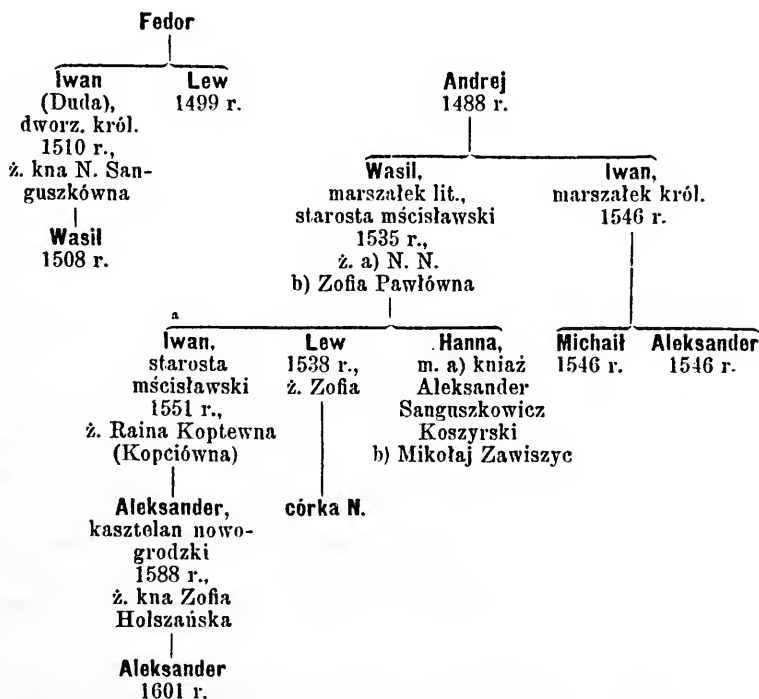 Fedor
Iwan
(Duda),
dworz. król.
1510 r.,
ż. kna N. San-
guszkówna
Wasil
1508 r.
Lew
1499 r.
Andrej
1488 r.
Wasil,
marszałek lit.,
starosta mścisławski
1535 r.,
ż. a) N. N.
b) Zofia Pawłówna
Iwan,
marszałek król.
1546 r.
a
Iwan,
starosta
mścisławski
1551 r.,
ż. Raina Koptewna
(Kopciówna)
Lew
1538 r.,
ż. Zofia
Hanna,
m. a) kniaź
Aleksander
Sanguszkowicz
Koszyrski
b) Mikołaj Zawiszyc
Michaił
1546 r.
Aleksander
1546 r.
Aleksander,
kasztelan nowo-
grodzki
1588 r.,
ż. kna Zofia
Holszańska
córka N.
Aleksander
1601 r.